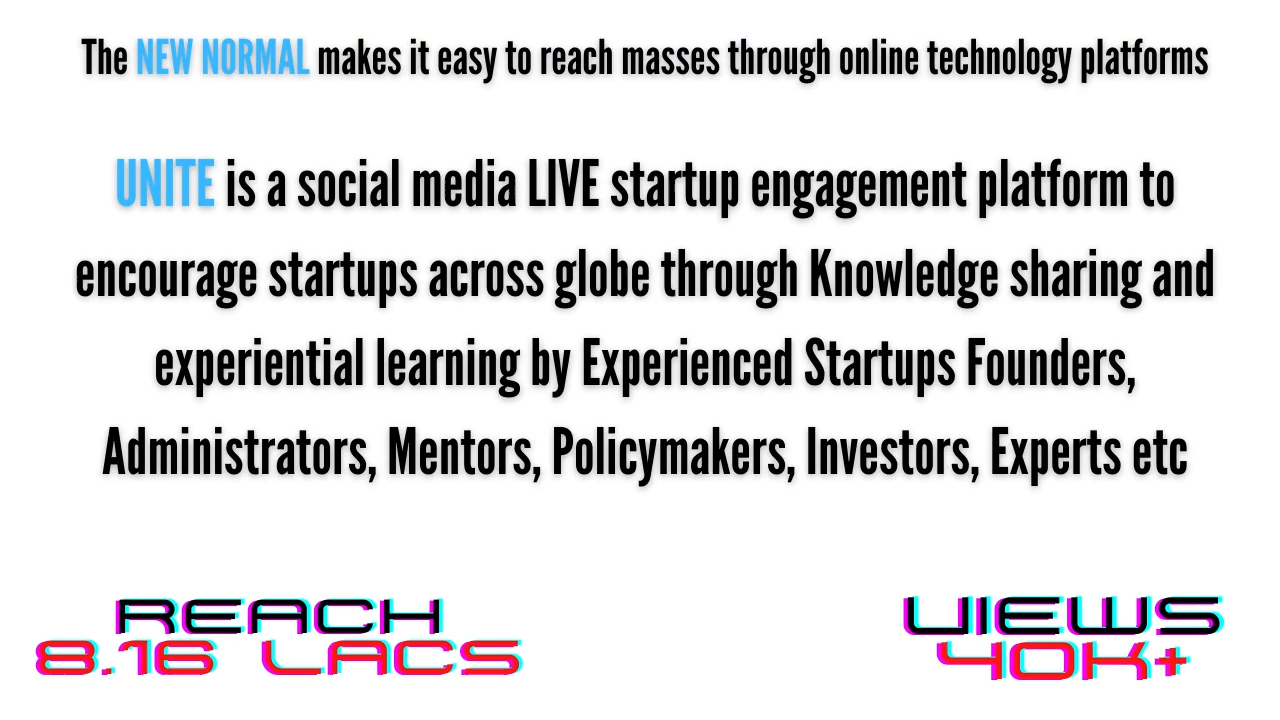 The NEW NORMAL makes it easy to reach masses through online technology platforms
UNITE is a social media LIVE startup engagement platform to
encourage startups across globe through Knowledge sharing and
experiential learning by Experienced Startups Founders,
Administrators, Mentors, Policymakers, Investors, Experts etc
REACH
8.16 LACS
VIEWS
40K+